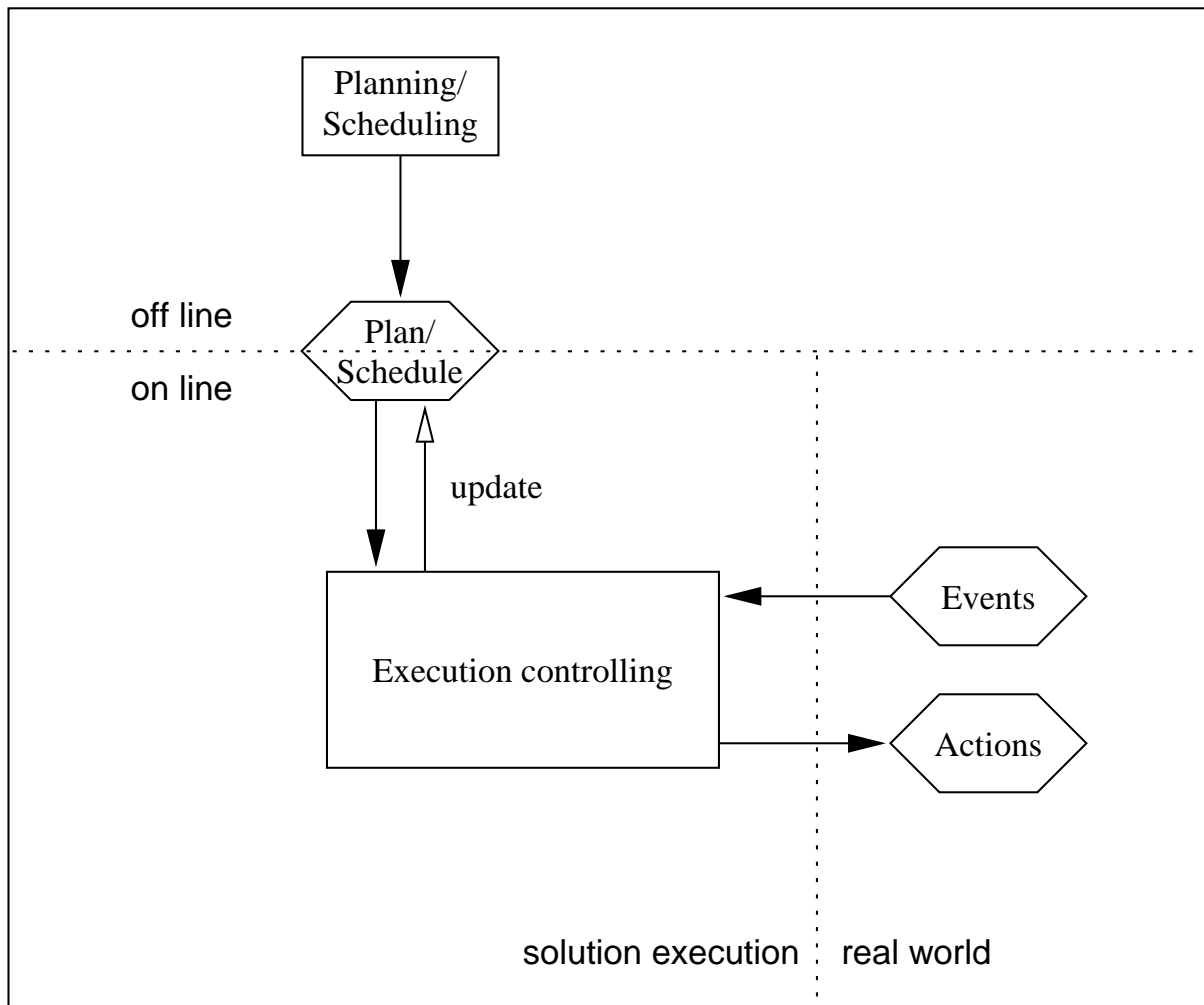 Planning/
Scheduling
off line
Plan/
Schedule
on line
update
Events
Execution controlling
Actions
solution execution
real world